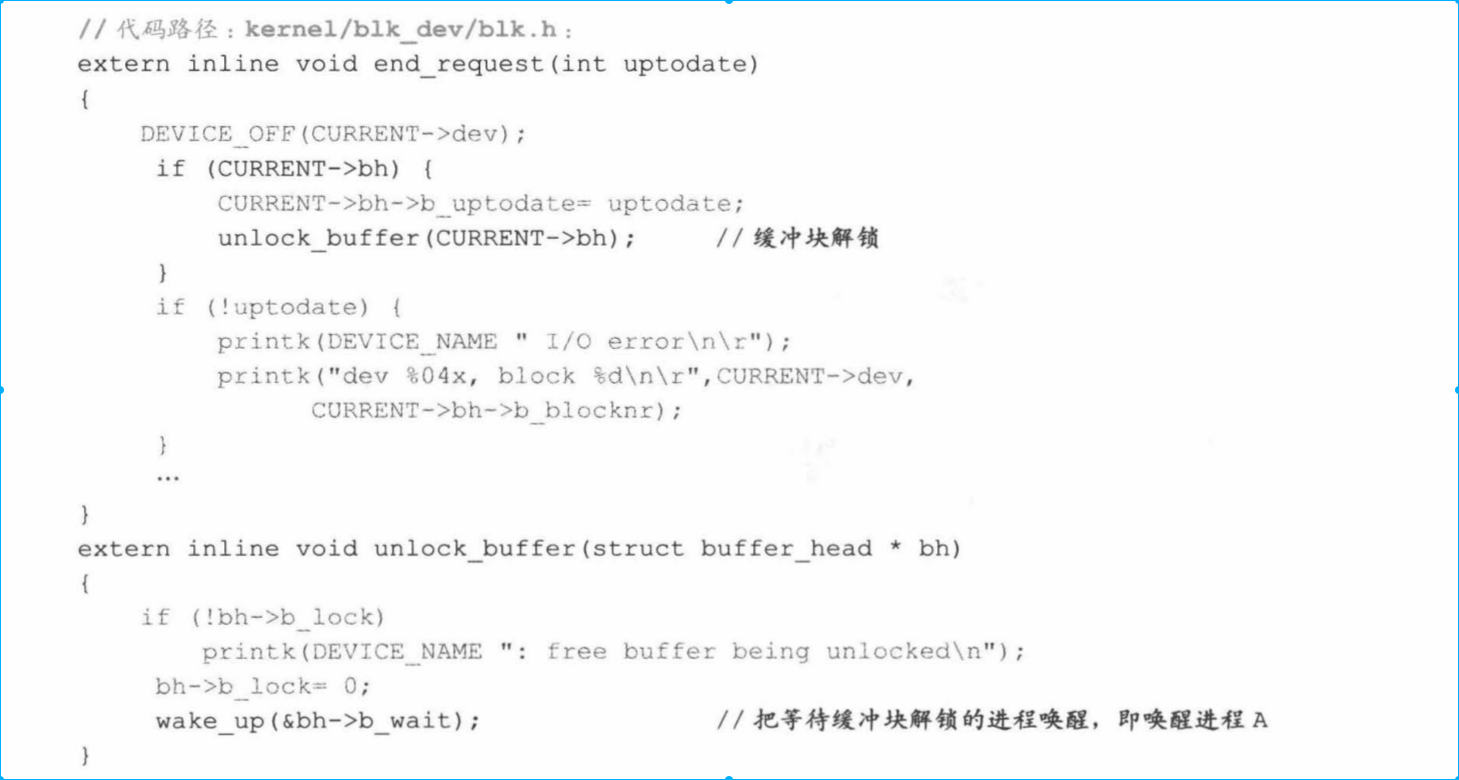 // 代码路径：kernel/blk_dev/blk.h：
extern inline void end_request(int uptodate)
{
DEVICE_OFF(CURRENT->dev);
if (CURRENT->bh) {
CURRENT->bh->b_uptodate= uptodate;
unlock_buffer(CURRENT->bh); // 缓冲块解锁
}
if (!uptodate) {
printk(DEVICE_NAME " I/O error\n\r");
printk("dev %04x, block %d\n\r",CURRENT->dev,
CURRENT->bh->b_blocknr);
}
…
}
extern inline void unlock_buffer(struct buffer_head * bh)
{
if (!bh->b_lock)
printk(DEVICE_NAME ": free buffer being unlocked\n");
bh->b_lock= 0;
wake_up(&bh->b_wait); // 把等待缓冲块解锁的进程唤醒，即唤醒进程 A
}